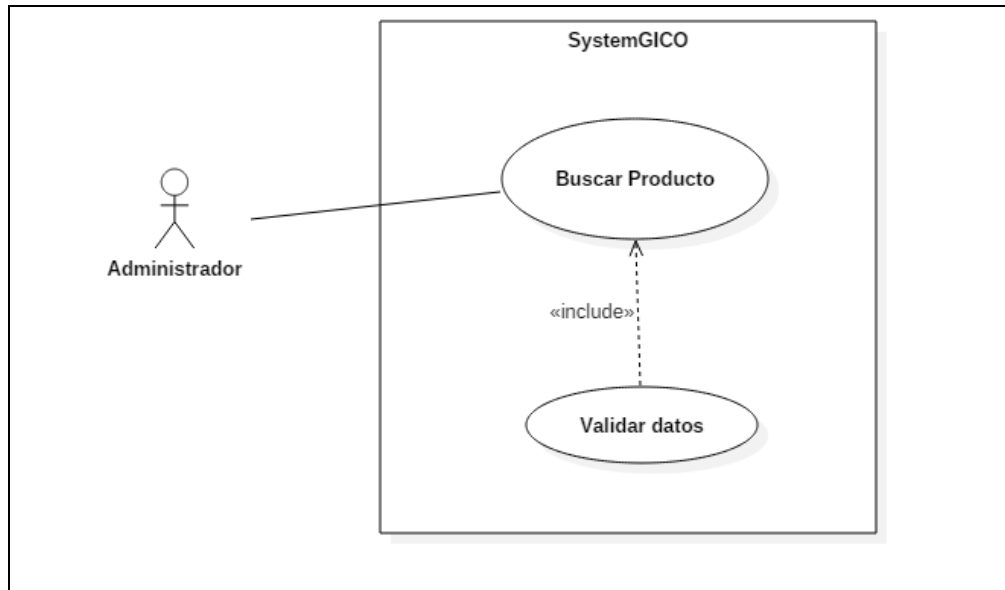 SystemGICO
Buscar Producto
Administrador
«include»
Validar datos